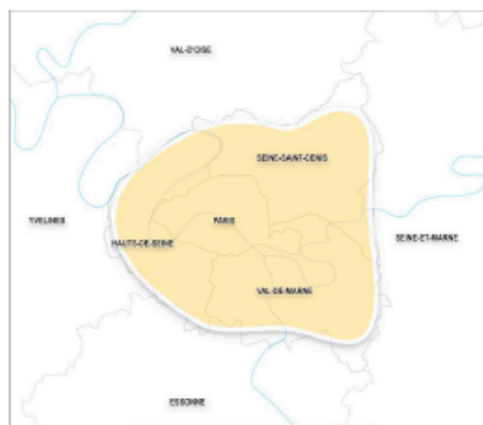 VAL-D'OISE
SEINE-SAINT-DENIS
YVELINES
PARIS
SEINE-ET-MARNE
HAUTS-DE-SEINE
VAL-DE-MARNE
ESSONNE